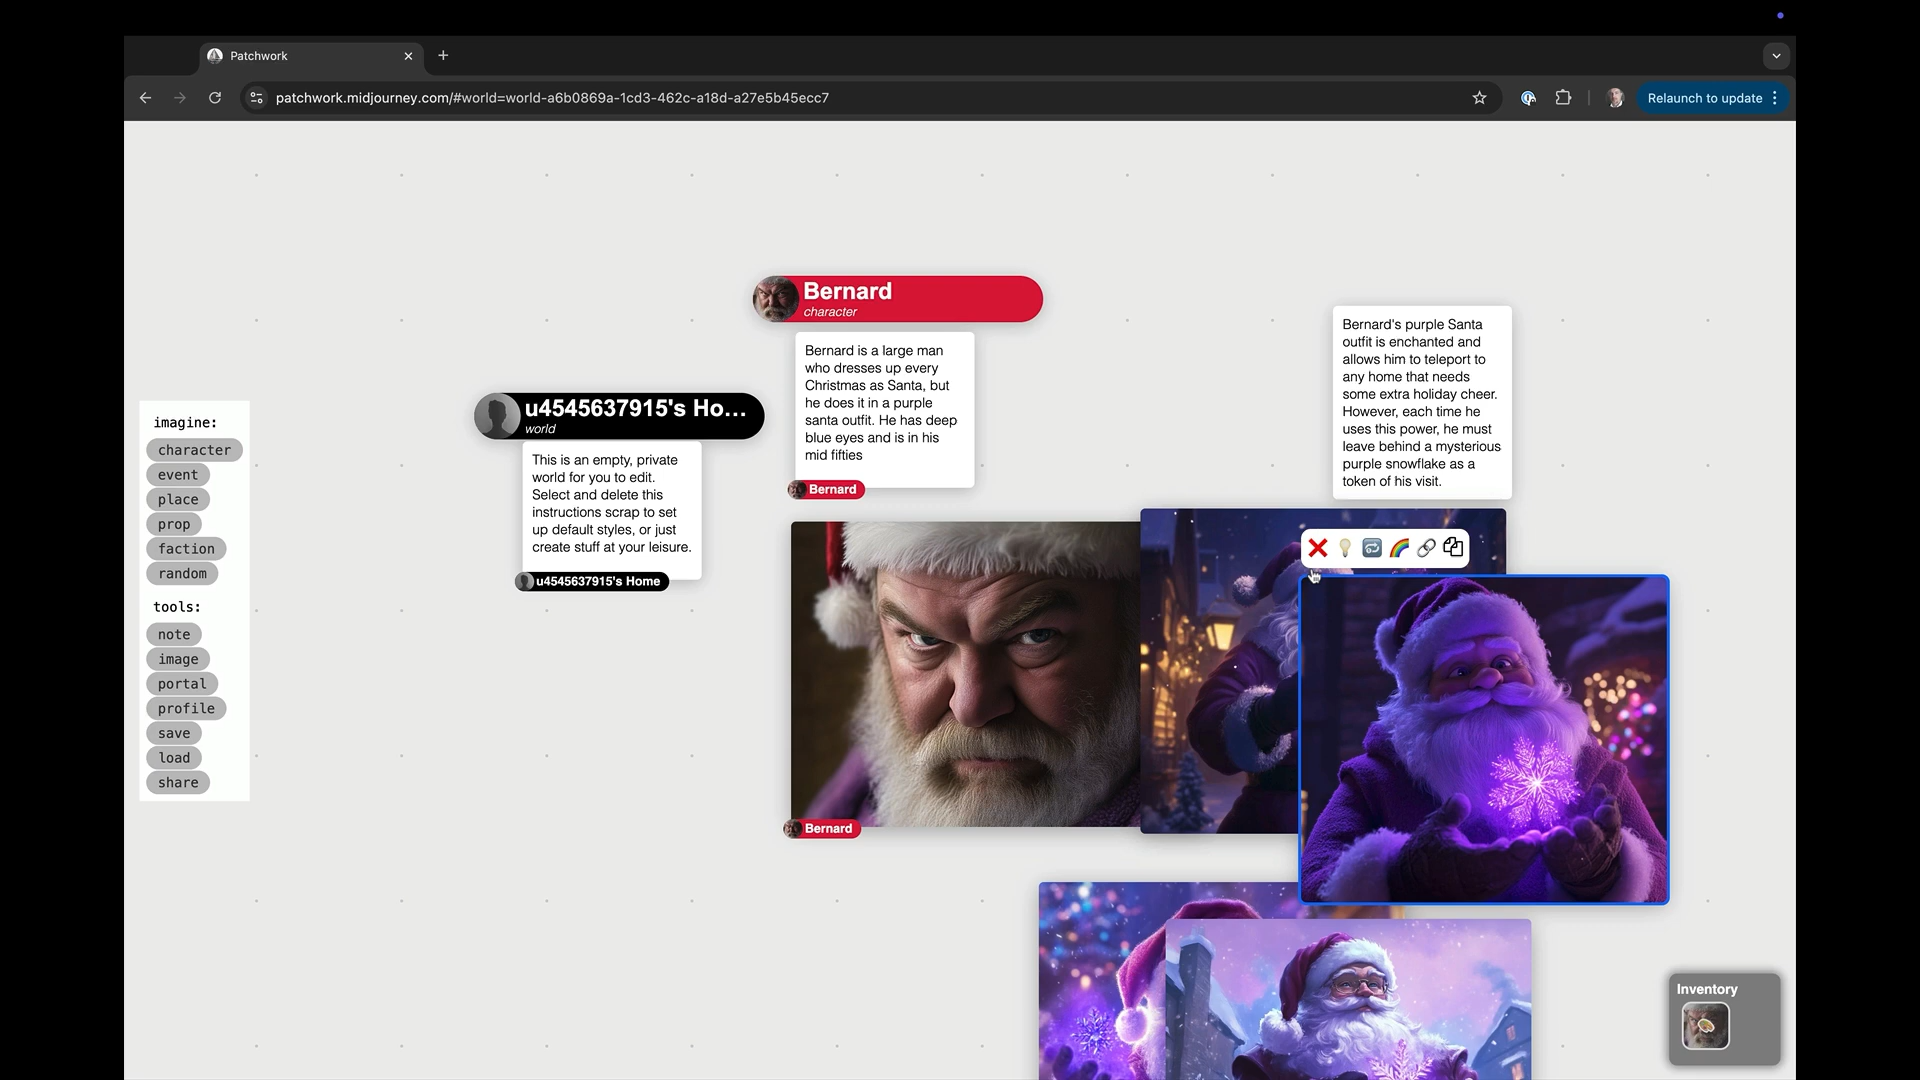 Patchwork
patchwork.midjourney.com/#world=world-a6b0869a-1cd3-462c-a18d-a27e5b45ecc7
Relaunch to update
Bernard
character
Bernard is a large man
who dresses up every
Christmas as Santa, but
he does it in a purple
santa outfit. He has deep
blue eyes and is in his
mid fifties
Bernard
Bernard's purple Santa
outfit is enchanted and
allows him to teleport to
any home that needs
some extra holiday cheer.
However, each time he
uses this power, he must
leave behind a mysterious
purple snowflake as a
token of his visit.
u4545637915's Ho...
world
This is an empty, private
world for you to edit.
Select and delete this
instructions scrap to set
up default styles, or just
create stuff at your leisure.
u4545637915's Home
imagine:
character
event
place
prop
faction
random
tools:
note
image
portal
profile
save
load
share
Bernard
Inventory